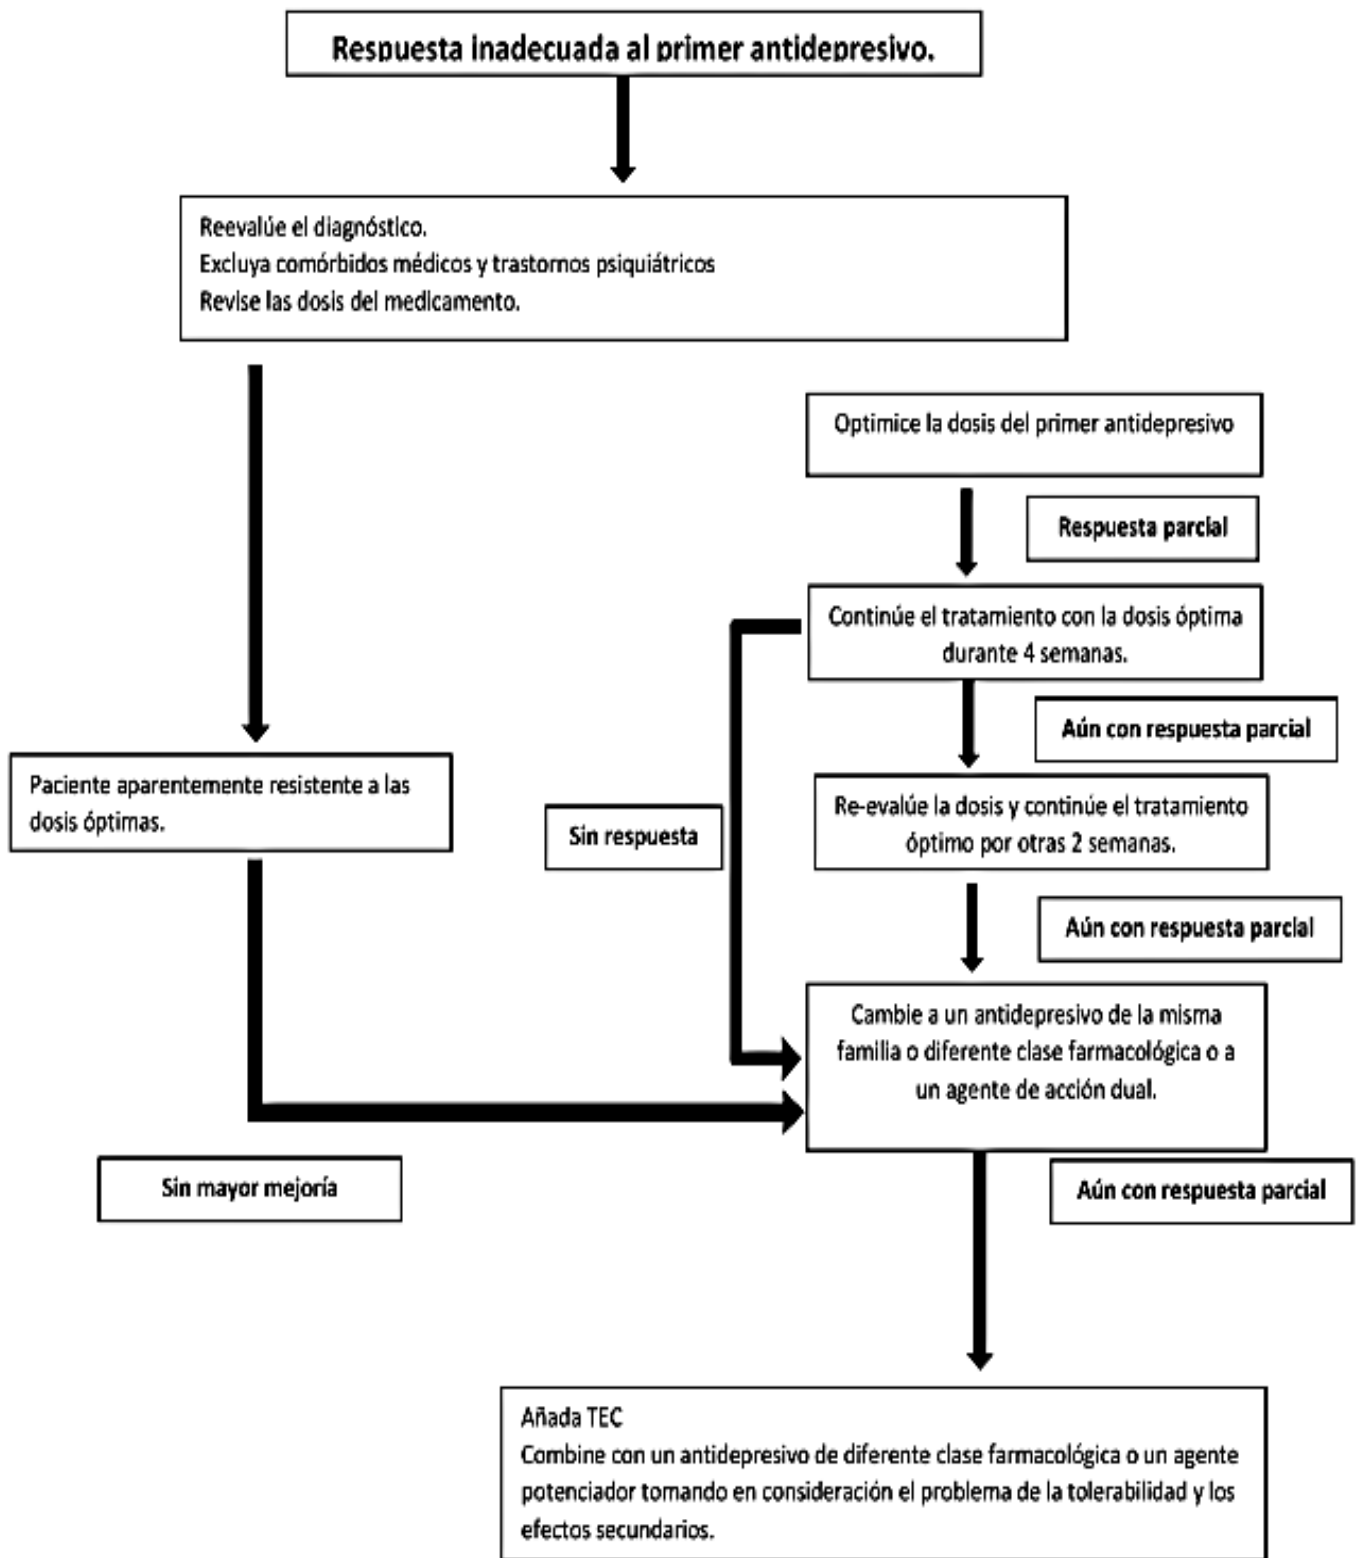 Respuesta inadecuada al primer antidepresivo.
Reevalúe el diagnóstico.
Excluya comórbidos médicos y trastornos psiquiátricos
Revise las dosis del medicamento.
Optimice la dosis del primer antidepresivo
Respuesta parcial
Continúe el tratamiento con la dosis óptima
durante 4 semanas.
Aún con respuesta parcial
Paciente aparentemente resistente a las
dosis óptimas.
Sin respuesta
Re-evalúe la dosis y continúe el tratamiento
óptimo por otras 2 semanas.
Aún con respuesta parcial
Cambie a un antidepresivo de la misma
familia o diferente clase farmacológica o a
un agente de acción dual.
Sin mayor mejoría
Aún con respuesta parcial
Añada TEC
Combine con un antidepresivo de diferente clase farmacológica o un agente
potenciador tomando en consideración el problema de la tolerabilidad y los
efectos secundarios.